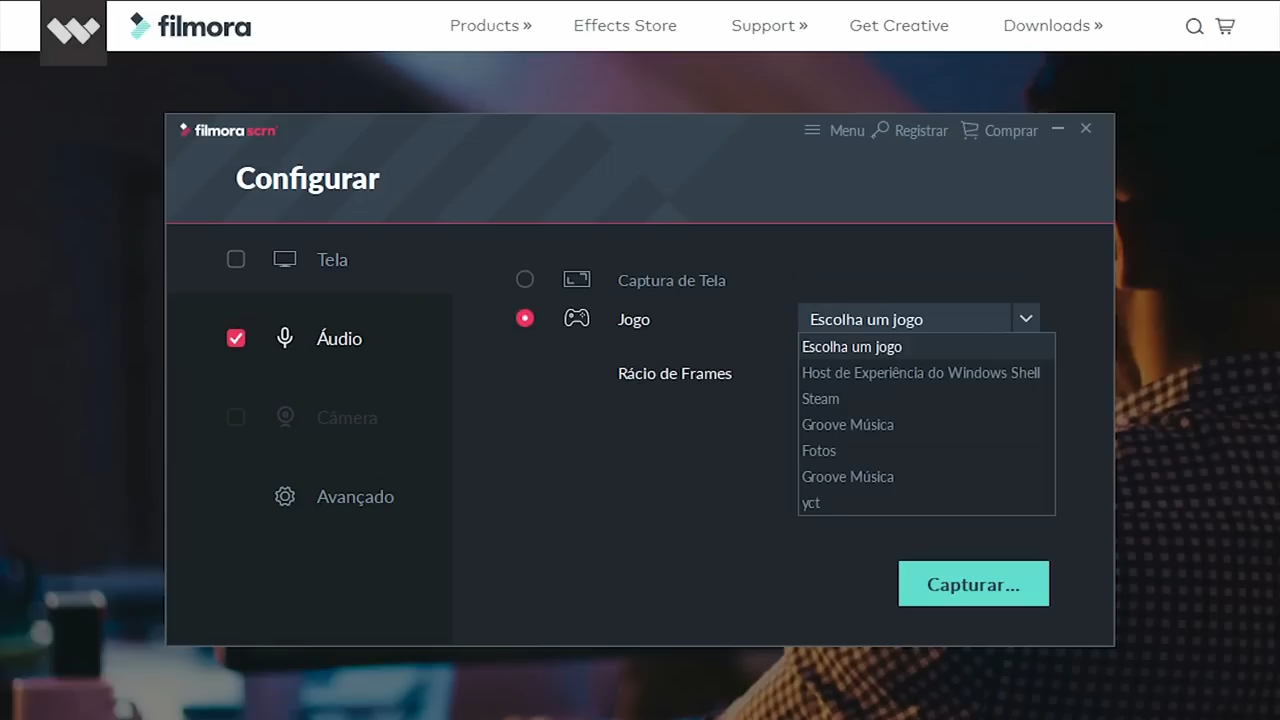 filmora
Products »
Effects Store
Support »
Get Creative
Downloads »
filmora scrn
Menu
Registrar
Comprar
Configurar
Tela
Áudio
Câmera
Avançado
Captura de Tela
Jogo
Escolha um jogo
Rácio de Frames
Escolha um jogo
Host de Experiência do Windows Shell
Steam
Groove Música
Fotos
Groove Música
yct
Capturar...